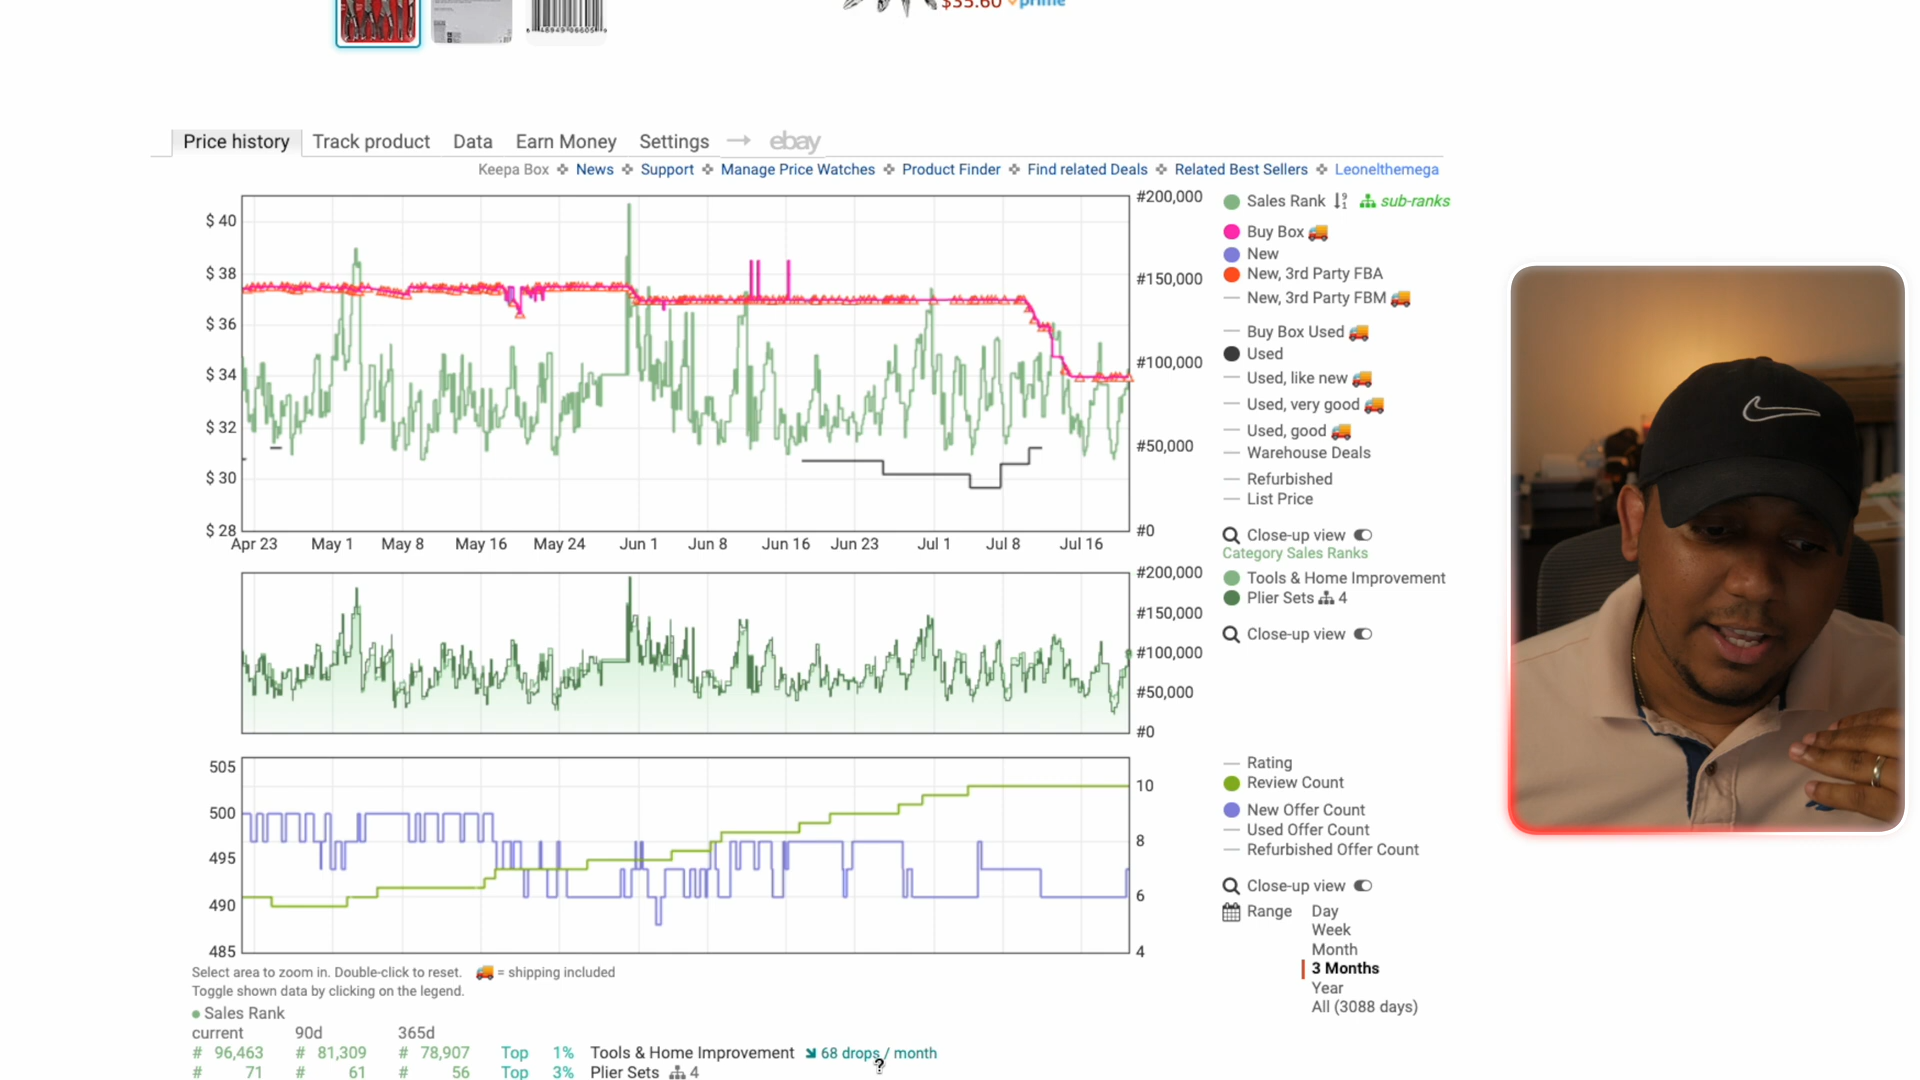 $35.60 prime
6 48949 06605 9
Price history Track product Data Earn Money Settings → ebay
Keepa Box News Support Manage Price Watches Product Finder Find related Deals Related Best Sellers Leonelthemega
$ 40
$ 38
$ 36
$ 34
$ 32
$ 30
$ 28
#200,000
#150,000
#100,000
#50,000
#0
Apr 23 May 1 May 8 May 16 May 24 Jun 1 Jun 8 Jun 16 Jun 23 Jul 1 Jul 8 Jul 16
Sales Rank sub-ranks
Buy Box
New
New, 3rd Party FBA
New, 3rd Party FBM
Buy Box Used
Used
Used, like new
Used, very good
Used, good
Warehouse Deals
Refurbished
List Price
Close-up view
Category Sales Ranks
#200,000
#150,000
#100,000
#50,000
#0
Tools & Home Improvement
Plier Sets 4
Close-up view
505
500
495
490
485
10
8
6
4
Rating
Review Count
New Offer Count
Used Offer Count
Refurbished Offer Count
Close-up view
Range Day
Week
Month
3 Months
Year
All (3088 days)
Select area to zoom in. Double-click to reset. = shipping included
Toggle shown data by clicking on the legend.
Sales Rank
current 90d 365d
# 96,463 # 81,309 # 78,907 Top 1% Tools & Home Improvement 68 drops / month
# 71 # 61 # 56 Top 3% Plier Sets 4